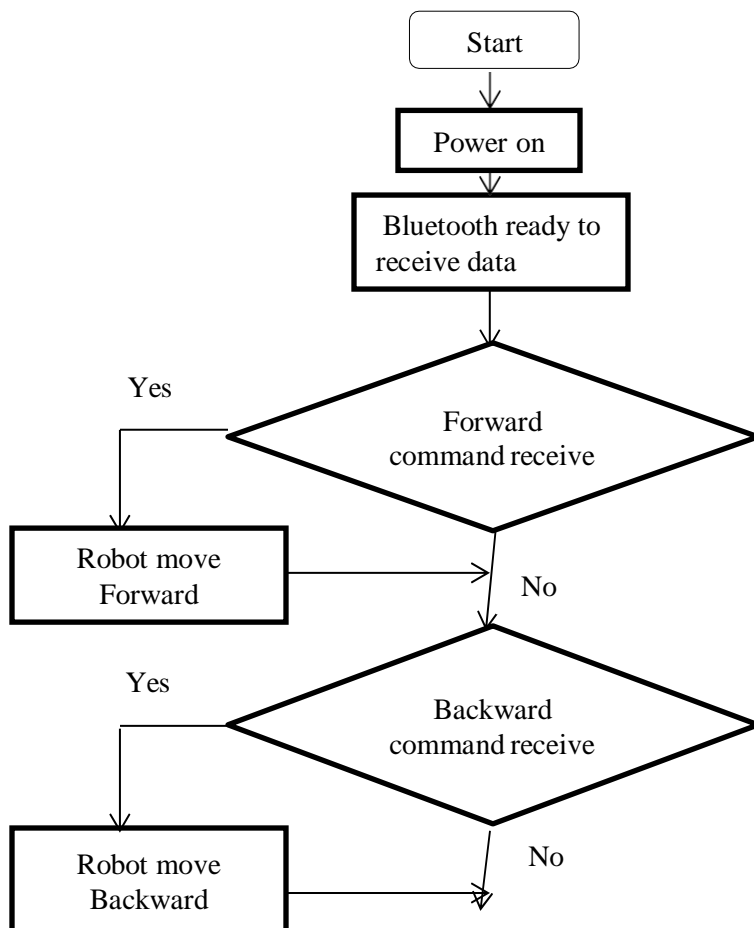 Start
Power on
Bluetooth ready to
receive data
Yes
Forward
command receive
Robot move
Forward
No
Yes
Backward
command receive
Robot move
Backward
No